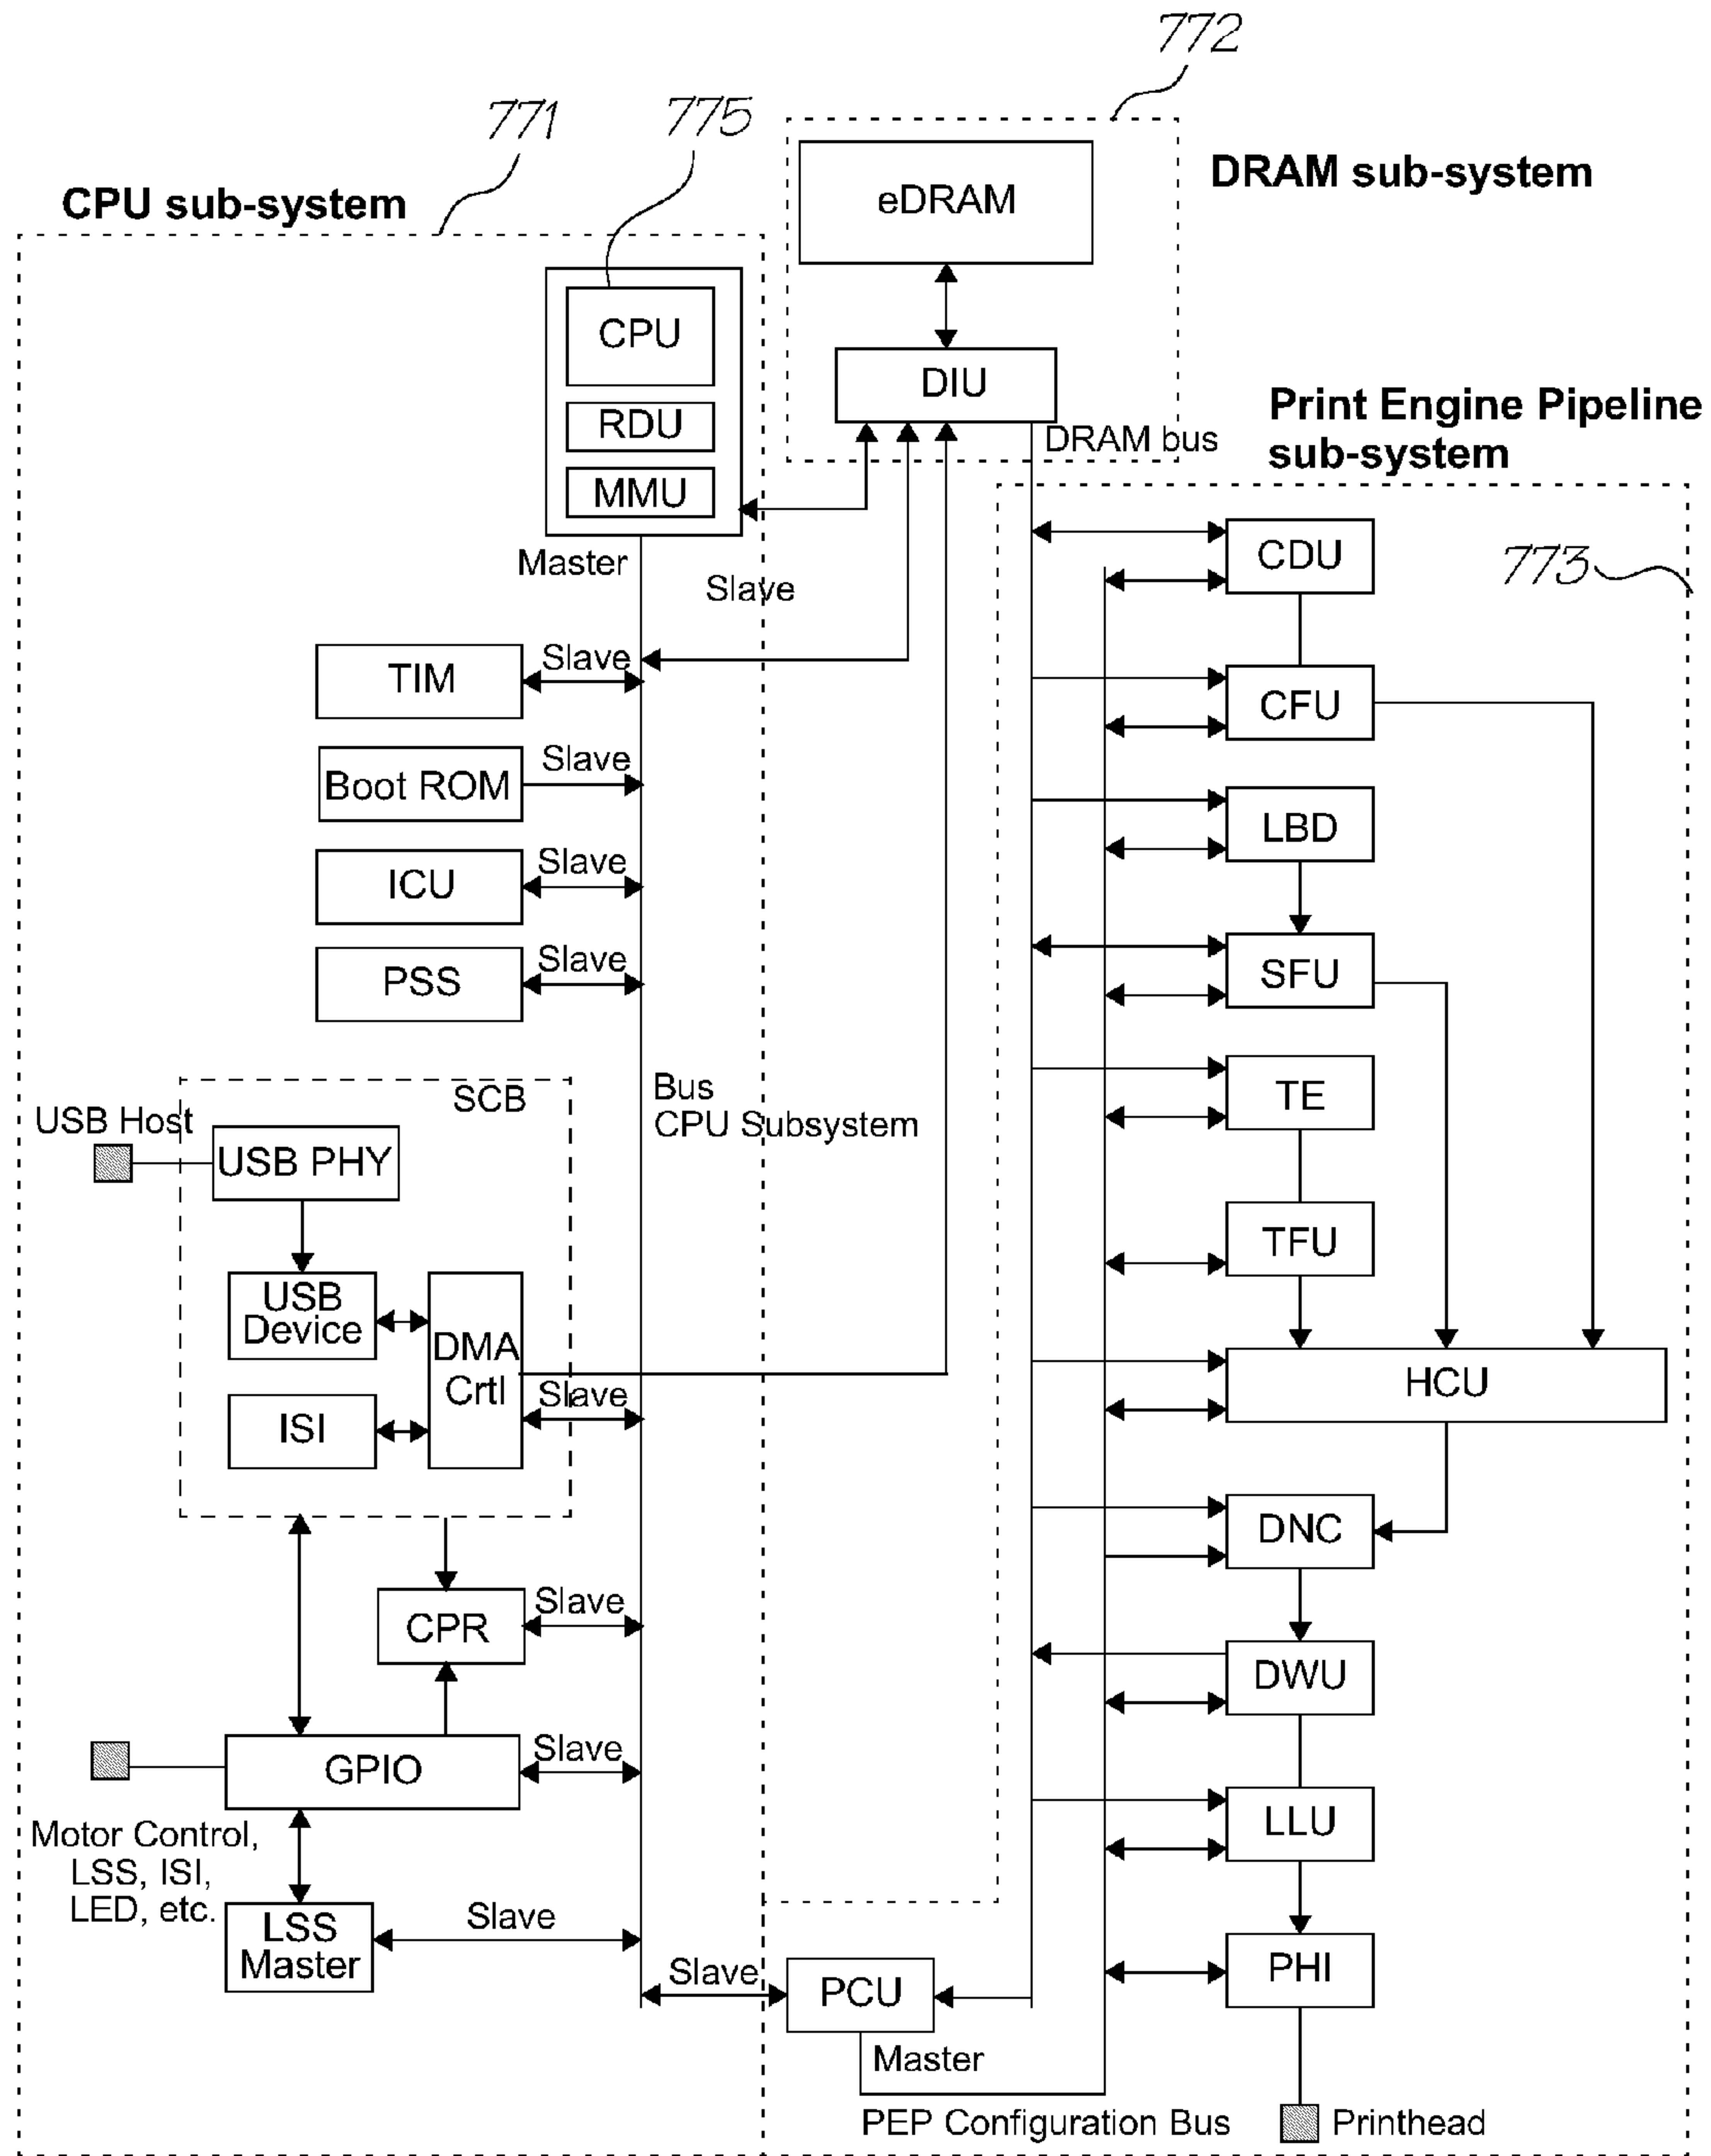 772
771
775
DRAM sub-system
CPU sub-system
eDRAM
CPU
DIU
RDU
MMU
DRAM bus
Print Engine Pipeline
sub-system
Master
Slave
CDU
773
TIM
Slave
CFU
Boot ROM
Slave
LBD
ICU
Slave
PSS
Slave
SFU
SCB
Bus
CPU Subsystem
TE
USB Host
USB PHY
TFU
USB
Device
DMA
Crtl
Slave
ISI
HCU
DNC
CPR
Slave
DWU
GPIO
Slave
Motor Control,
LSS, ISI,
LED, etc.
LLU
LSS
Master
Slave
Slave
PCU
PHI
Master
PEP Configuration Bus
Printhead